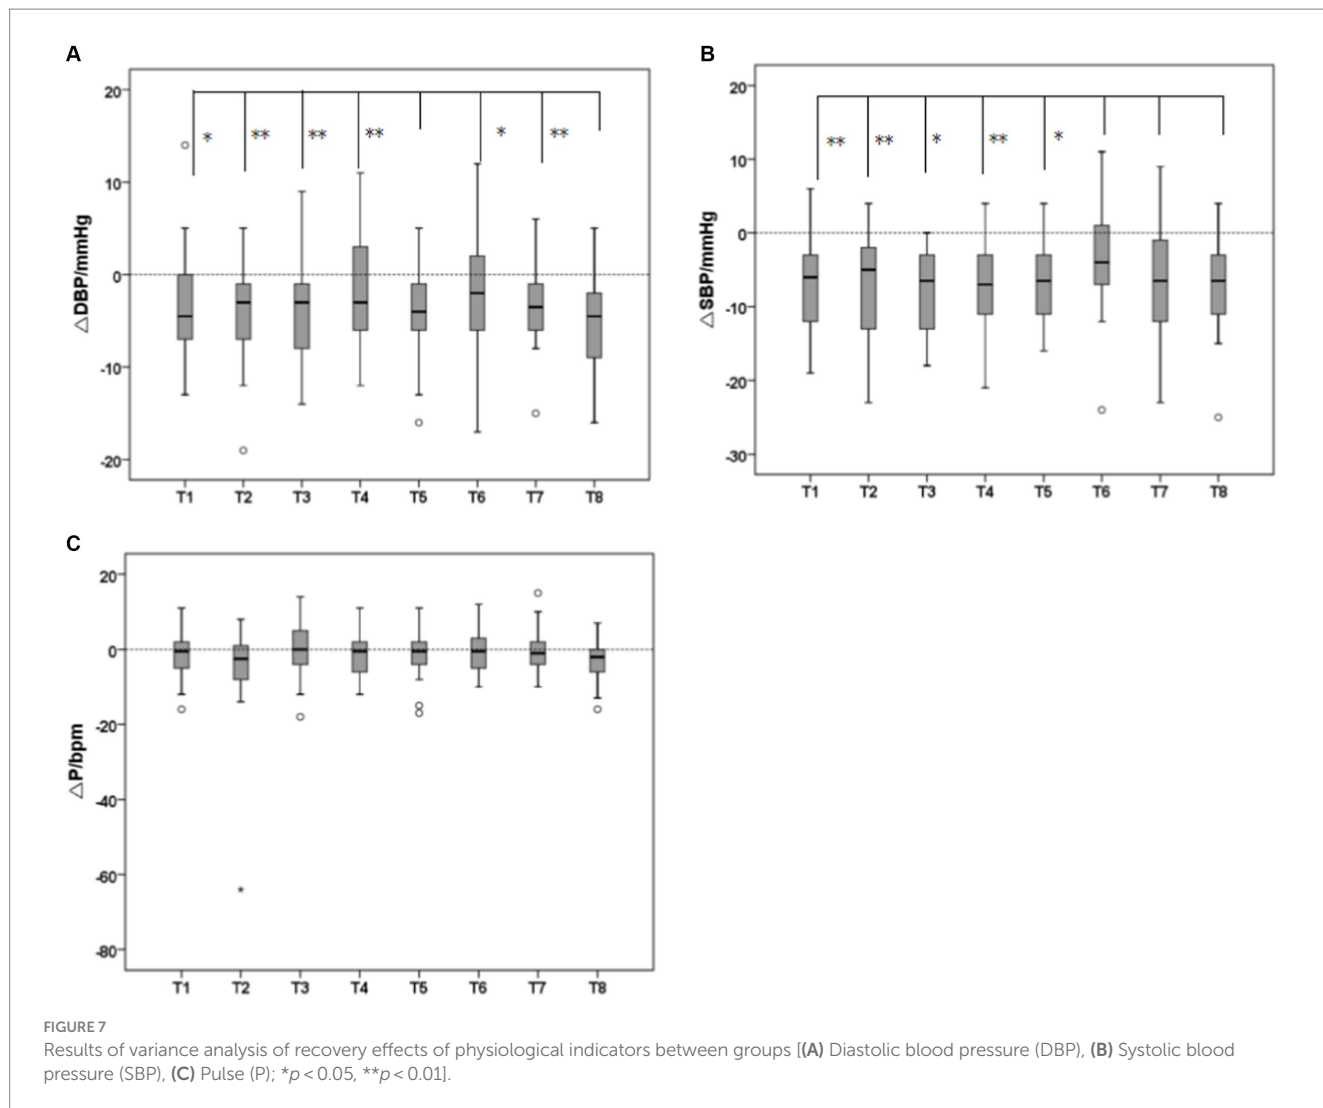 A
△DBP/mmHg
20
10
0
-10
-20
* ** ** ** * **
T1 T2 T3 T4 T5 T6 T7 T8
B
△SBP/mmHg
20
10
0
-10
-20
-30
** ** * ** *
T1 T2 T3 T4 T5 T6 T7 T8
C
△P/bpm
20
0
-20
-40
-60
-80
*
T1 T2 T3 T4 T5 T6 T7 T8
FIGURE 7
Results of variance analysis of recovery effects of physiological indicators between groups [(A) Diastolic blood pressure (DBP), (B) Systolic blood
pressure (SBP), (C) Pulse (P); *p < 0.05, **p < 0.01].